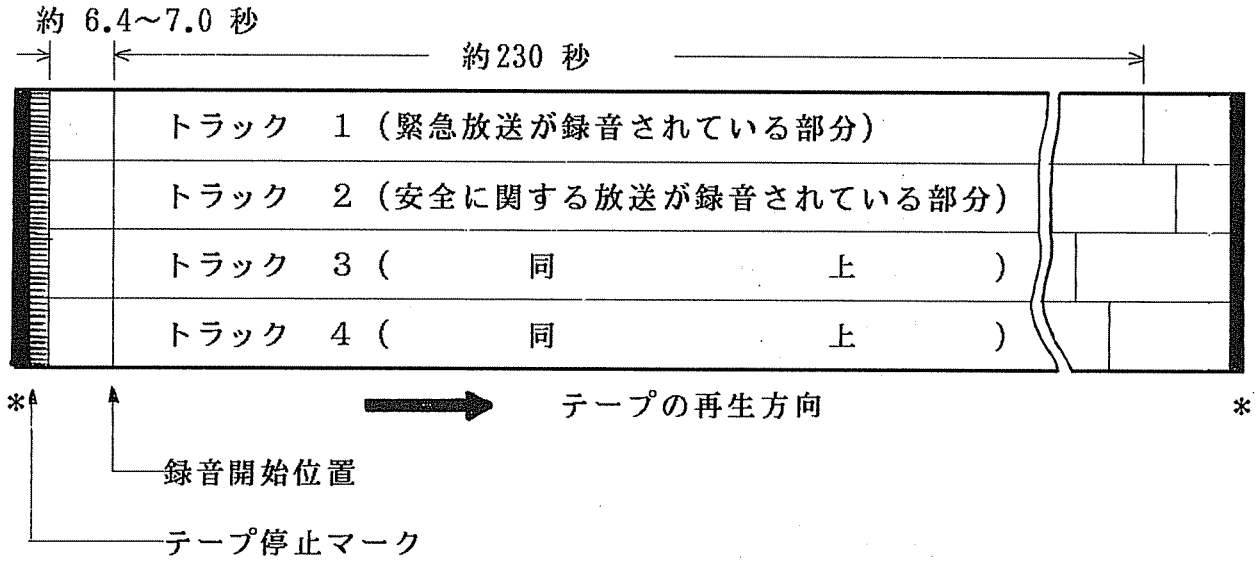 約 6.4～7.0 秒
約230 秒
トラック 1 (緊急放送が録音されている部分)
トラック 2 (安全に関する放送が録音されている部分)
トラック 3 ( 同 上 )
トラック 4 ( 同 上 )
* テープの再生方向 *
録音開始位置
テープ停止マーク